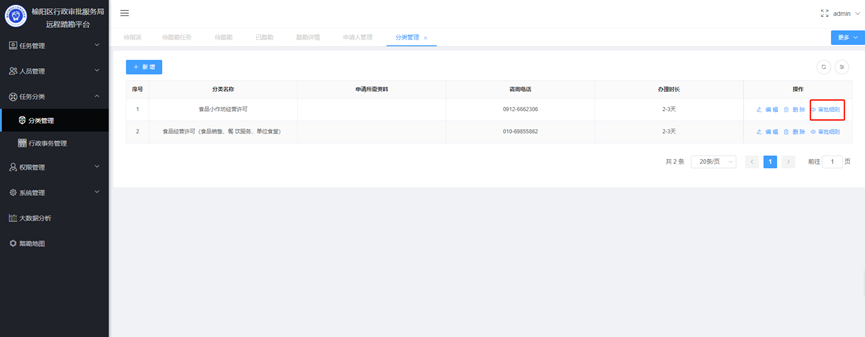 榆阳区行政审批服务局
远程踏勘平台
任务管理
人员管理
任务分类
分类管理
行政事务管理
权限管理
系统管理
大数据分析
踏勘地图
admin
待指派 待踏勘任务 待踏勘 已踏勘 踏勘详情 申请人管理 分类管理 ×
更多
+ 新 增
序号 分类名称 申请所需资料 咨询电话 办理时长 操作
1 食品小作坊经营许可 0912-6662306 2-3天 编 辑 删 除 审批细则
2 食品经营许可（食品销售、餐 饮服务、单位食堂） 010-69855862 2-3天 编 辑 删 除 审批细则
共 2 条 20条/页 1 前往 1 页